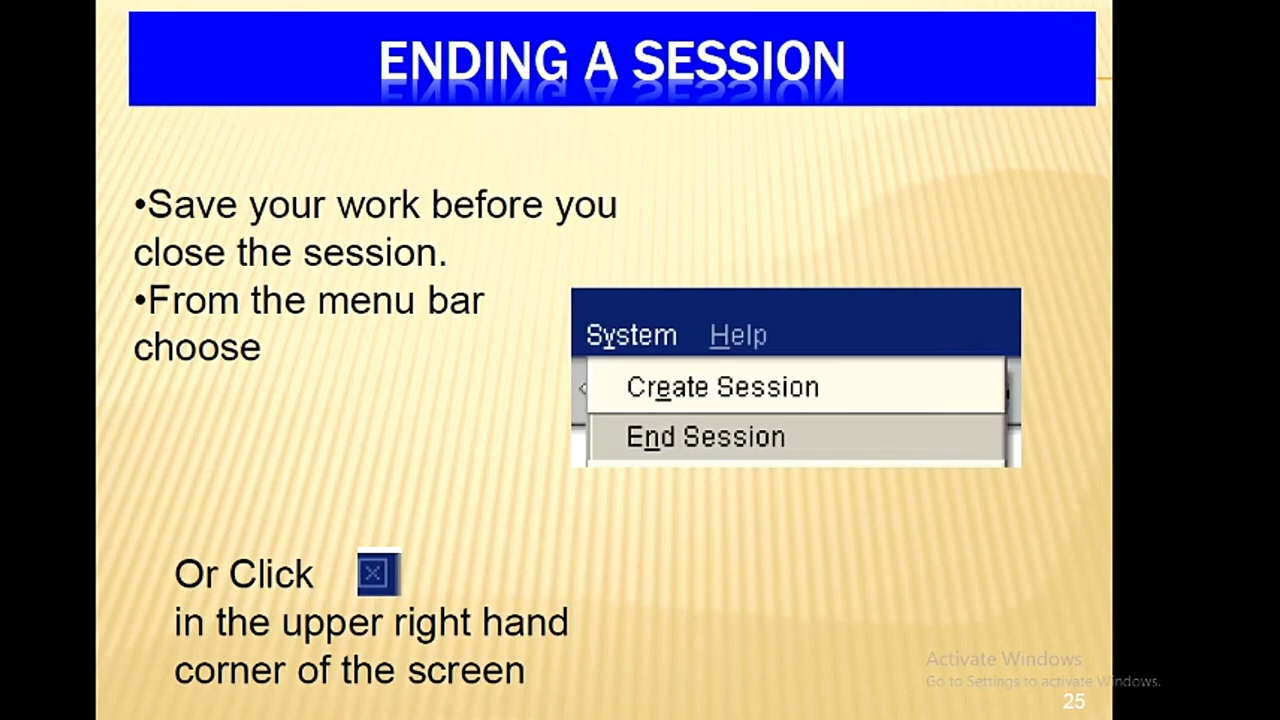 ENDING A SESSION
•Save your work before you
close the session.
•From the menu bar
choose
System Help
Create Session
End Session
Or Click
in the upper right hand
corner of the screen
Activate Windows
Go to Settings to activate Windows.
25